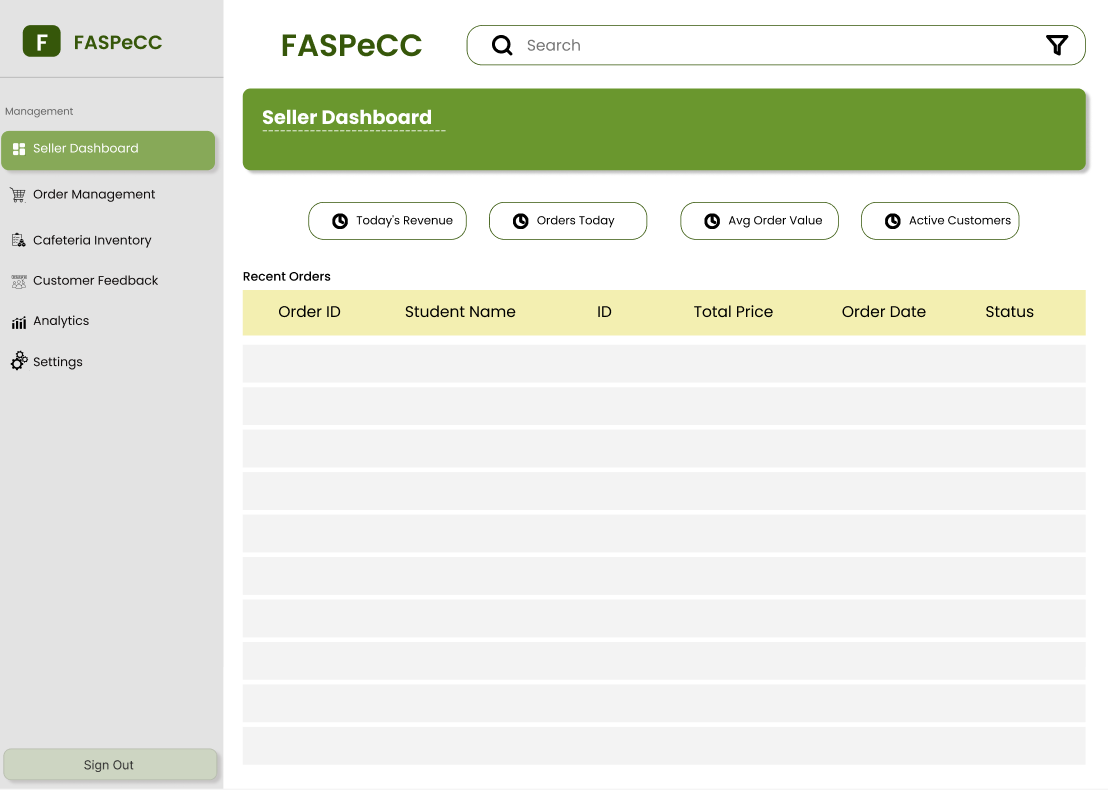 F FASPeCC
FASPeCC
Search
Management
Seller Dashboard
Order Management
Cafeteria Inventory
Customer Feedback
Analytics
Settings
Sign Out
Seller Dashboard
Today's Revenue
Orders Today
Avg Order Value
Active Customers
Recent Orders
Order ID Student Name ID Total Price Order Date Status